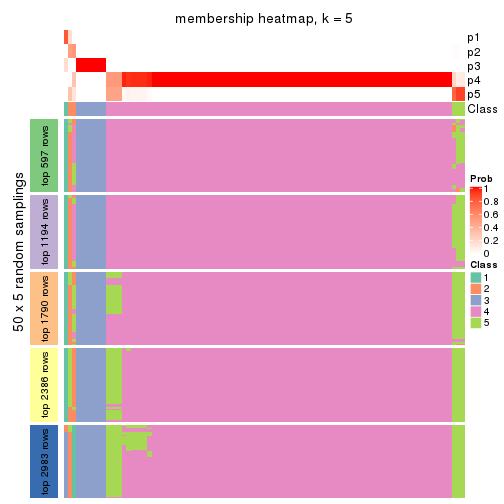 membership heatmap, k = 5
p1
p2
p3
p4
p5
Class
50 x 5 random samplings
top 597 rows
top 1194 rows
top 1790 rows
top 2386 rows
top 2983 rows
Prob
1
0.8
0.6
0.4
0.2
0
Class
1
2
3
4
5